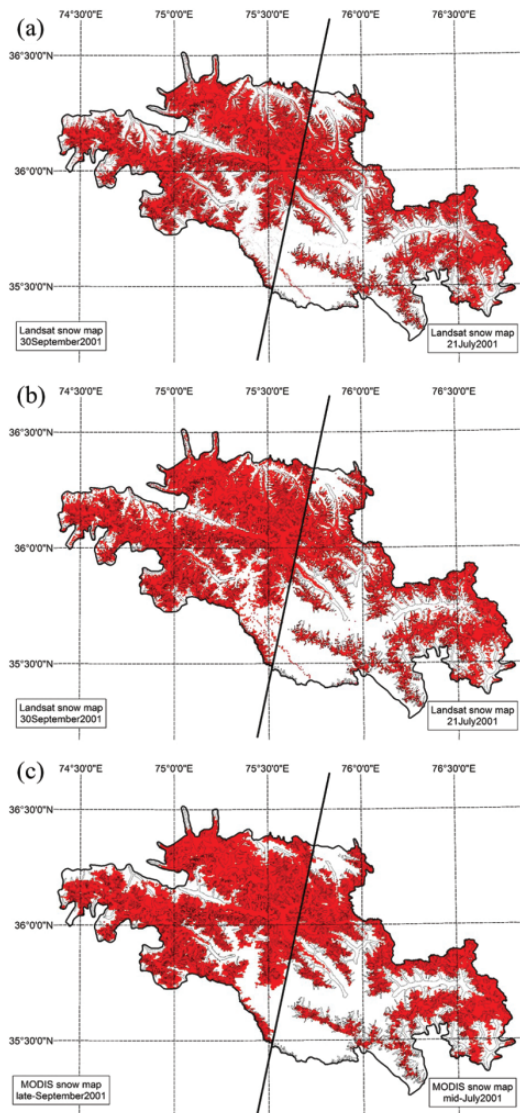 (a)
74°30'0"E 75°0'0"E 75°30'0"E 76°0'0"E 76°30'0"E
36°30'0"N
36°0'0"N
35°30'0"N
Landsat snow map
30September2001
Landsat snow map
21July2001
(b)
74°30'0"E 75°0'0"E 75°30'0"E 76°0'0"E 76°30'0"E
36°30'0"N
36°0'0"N
35°30'0"N
Landsat snow map
30September2001
Landsat snow map
21July2001
(c)
74°30'0"E 75°0'0"E 75°30'0"E 76°0'0"E 76°30'0"E
36°30'0"N
36°0'0"N
35°30'0"N
MODIS snow map
late-September2001
MODIS snow map
mid-July2001